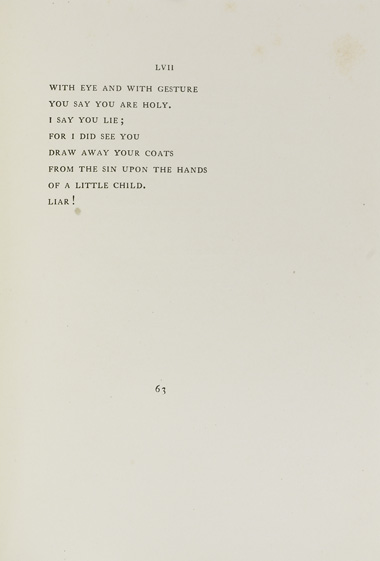 LVII
WITH EYE AND WITH GESTURE
YOU SAY YOU ARE HOLY.
I SAY YOU LIE;
FOR I DID SEE YOU
DRAW AWAY YOUR COATS
FROM THE SIN UPON THE HANDS
OF A LITTLE CHILD.
LIAR!
63